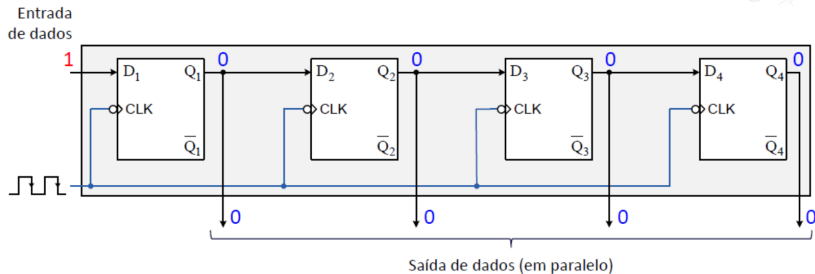 Entrada
de dados
1
0 0 0 0
D₁ Q₁ D₂ Q₂ D₃ Q₃ D₄ Q₄
CLK CLK CLK CLK
Q̅₁ Q̅₂ Q̅₃ Q̅₄
0 0 0 0
Saída de dados (em paralelo)